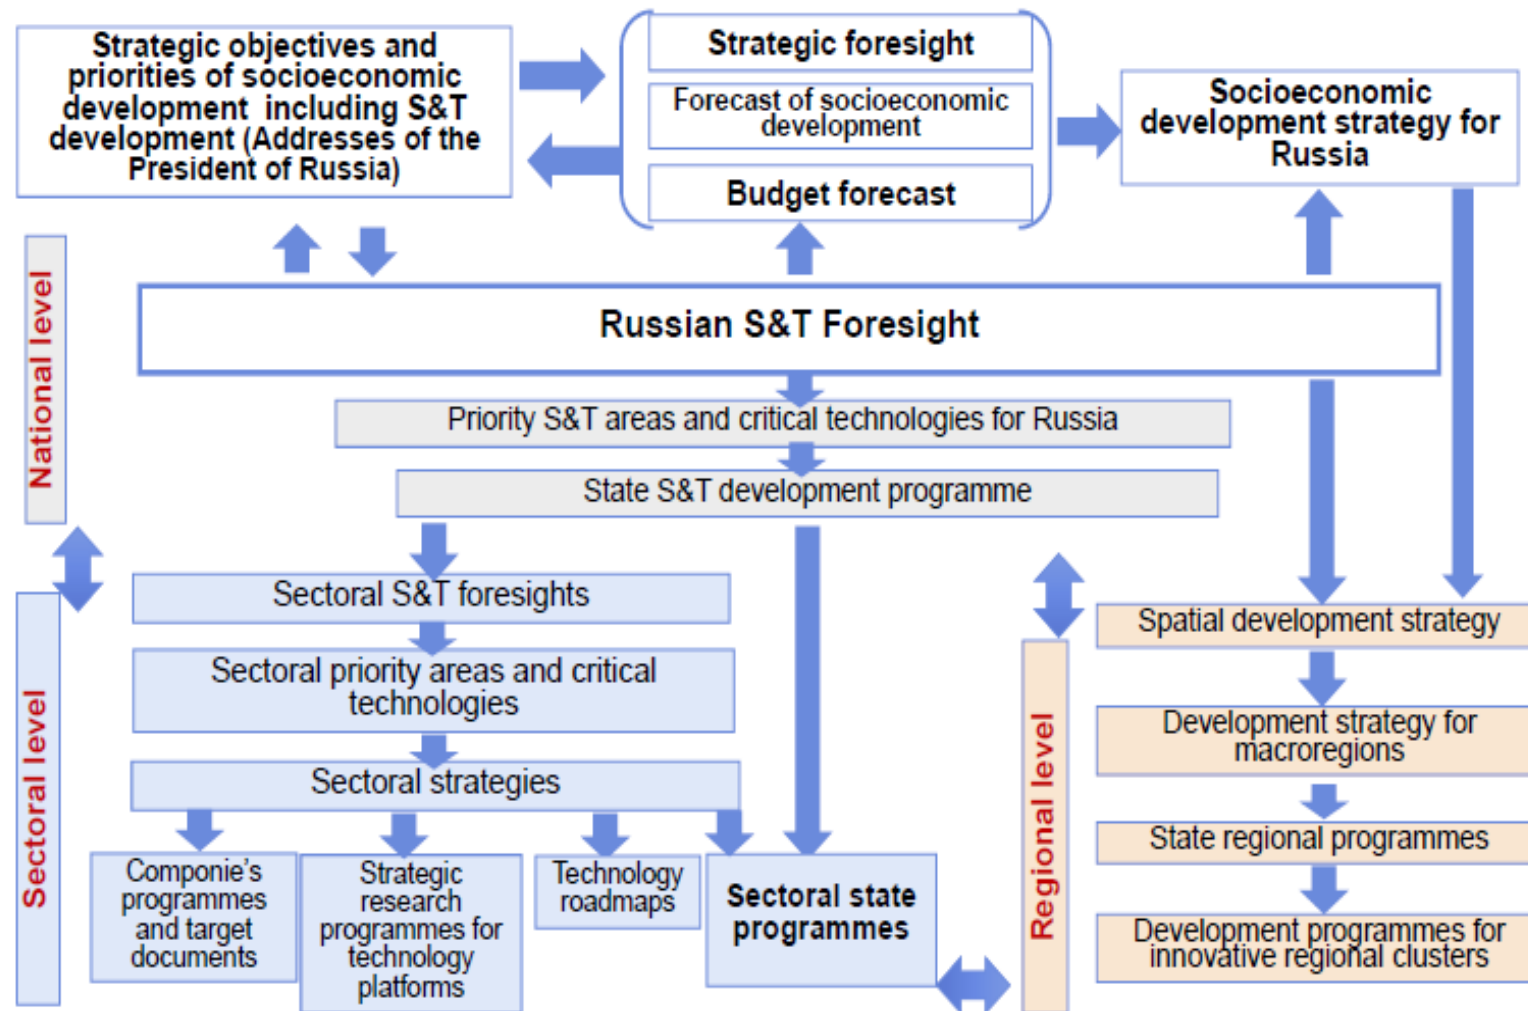 Strategic objectives and
priorities of socioeconomic
development including S&T
development (Addresses of the
President of Russia)
Strategic foresight
Forecast of socioeconomic
development
Budget forecast
Socioeconomic
development strategy for
Russia
National level
Russian S&T Foresight
Priority S&T areas and critical technologies for Russia
State S&T development programme
Sectoral level
Sectoral S&T foresights
Sectoral priority areas and critical
technologies
Sectoral strategies
Componie's
programmes
and target
documents
Strategic
research
programmes for
technology
platforms
Technology
roadmaps
Sectoral state
programmes
Regional level
Spatial development strategy
Development strategy for
macroregions
State regional programmes
Development programmes for
innovative regional clusters